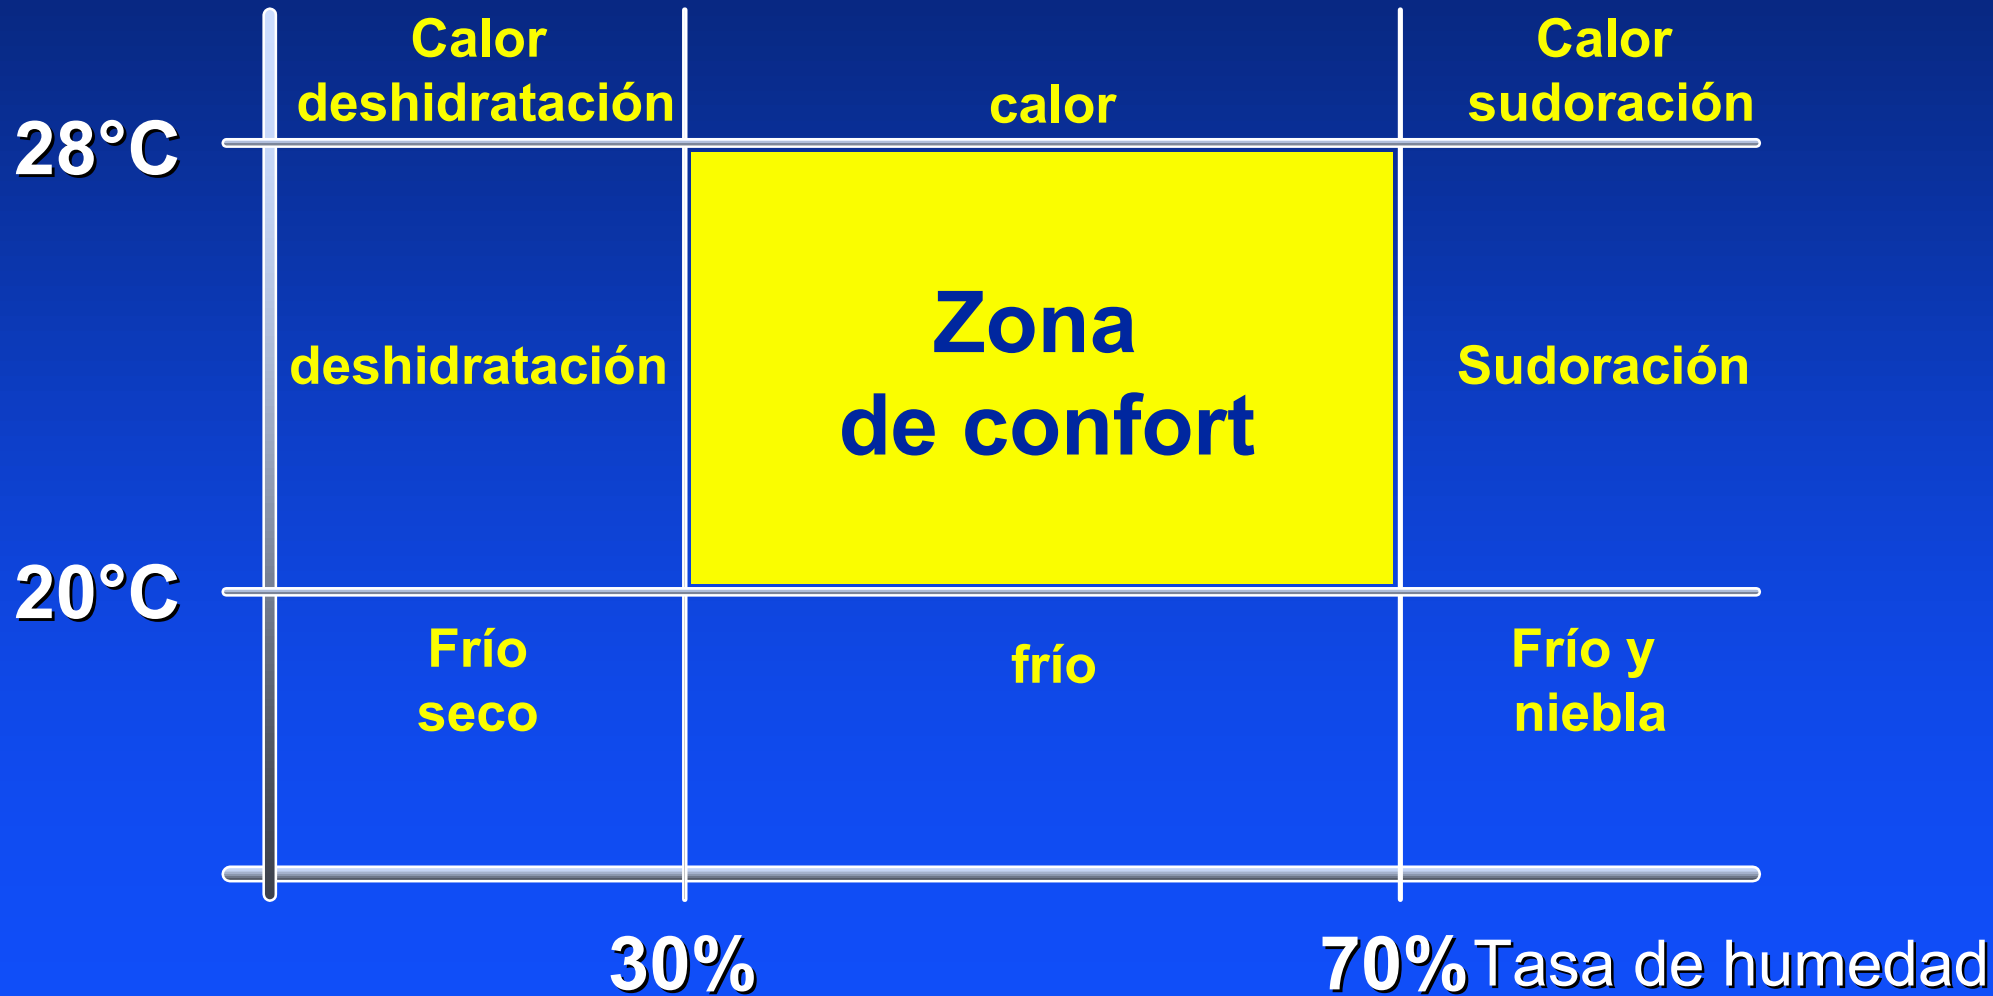 Calor
deshidratación
calor
Calor
sudoración
28°C
Zona
de confort
deshidratación
Sudoración
20°C
Frío
seco
frío
Frío y
niebla
30%
70% Tasa de humedad